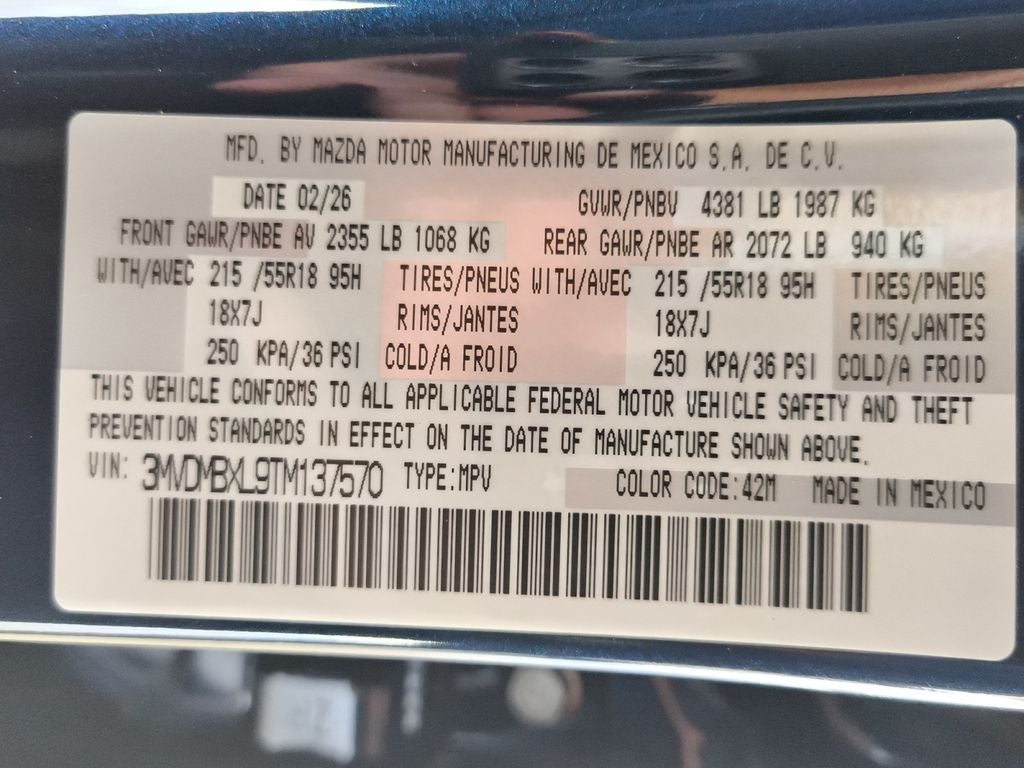 MFD. BY MAZDA MOTOR MANUFACTURING DE MEXICO S.A. DE C.V.
DATE 02/26 GVWR/PNBV 4381 LB 1987 KG
FRONT GAWR/PNBE AV 2355 LB 1068 KG REAR GAWR/PNBE AR 2072 LB 940 KG
WITH/AVEC 215 /55R18 95H TIRES/PNEUS WITH/AVEC 215 /55R18 95H TIRES/PNEUS
18X7J RIMS/JANTES 18X7J RIMS/JANTES
250 KPA/36 PSI COLD/A FROID 250 KPA/36 PSI COLD/A FROID
THIS VEHICLE CONFORMS TO ALL APPLICABLE FEDERAL MOTOR VEHICLE SAFETY AND THEFT
PREVENTION STANDARDS IN EFFECT ON THE DATE OF MANUFACTURE SHOWN ABOVE.
VIN: 3MVDMBXL9TM137570 TYPE:MPV COLOR CODE:42M MADE IN MEXICO